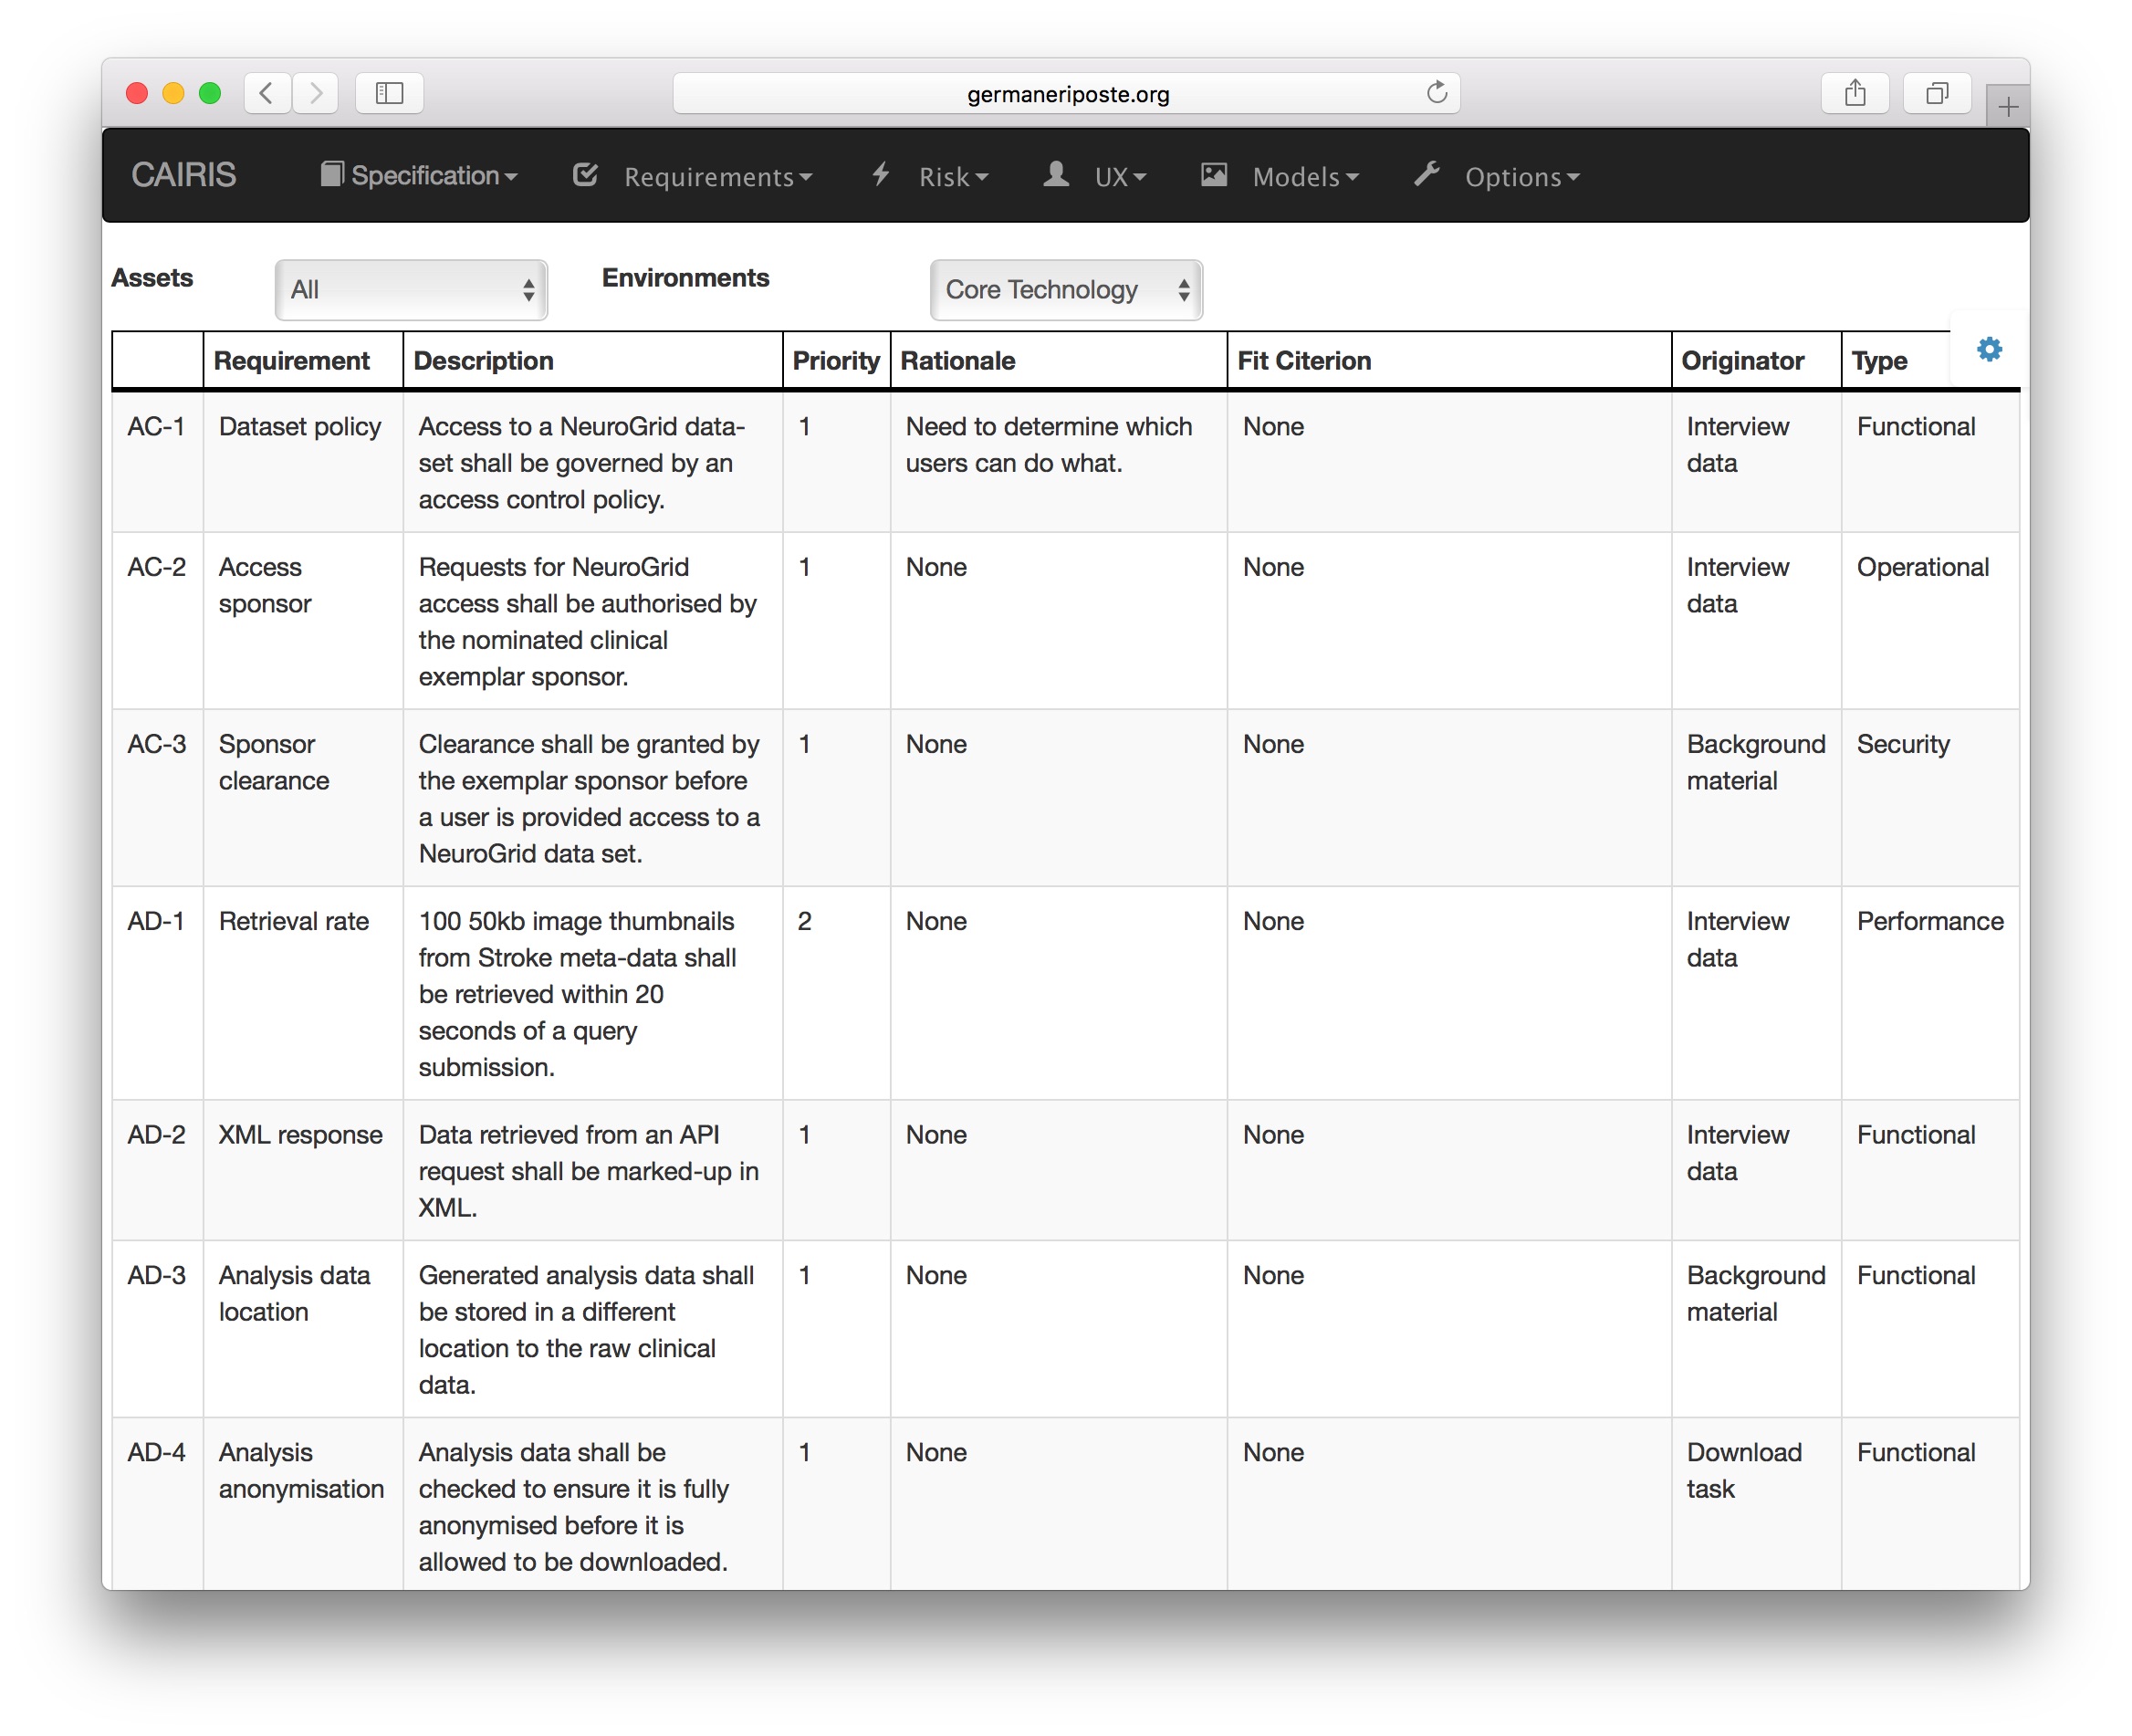 germaneriposte.org
CAIRIS Specification Requirements Risk UX Models Options
Assets All Environments Core Technology
Requirement Description Priority Rationale Fit Citerion Originator Type
AC-1 Dataset policy Access to a NeuroGrid data- 1 Need to determine which None Interview Functional
set shall be governed by an users can do what. data
access control policy.
AC-2 Access Requests for NeuroGrid 1 None None Interview Operational
sponsor access shall be authorised by data
the nominated clinical
exemplar sponsor.
AC-3 Sponsor Clearance shall be granted by 1 None None Background Security
clearance the exemplar sponsor before material
a user is provided access to a
NeuroGrid data set.
AD-1 Retrieval rate 100 50kb image thumbnails 2 None None Interview Performance
from Stroke meta-data shall data
be retrieved within 20
seconds of a query
submission.
AD-2 XML response Data retrieved from an API 1 None None Interview Functional
request shall be marked-up in data
XML.
AD-3 Analysis data Generated analysis data shall 1 None None Background Functional
location be stored in a different material
location to the raw clinical
data.
AD-4 Analysis Analysis data shall be 1 None None Download Functional
anonymisation checked to ensure it is fully task
anonymised before it is
allowed to be downloaded.